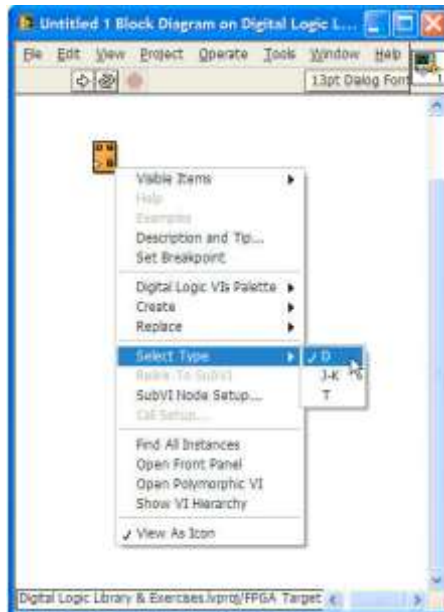 Untitled 1 Block Diagram on Digital Logic L...
File Edit View Project Operate Tools Window Help
13pt Dialog Font
1
Visible Items
Help
Examples
Description and Tip...
Set Breakpoint
Digital Logic VIs Palette
Create
Replace
Select Type
D
Relink To SubVI
J-K
SubVI Node Setup...
T
Call Setup...
Find All Instances
Open Front Panel
Open Polymorphic VI
Show VI Hierarchy
View As Icon
Digital Logic Library & Exercises.lvproj/FPGA Target